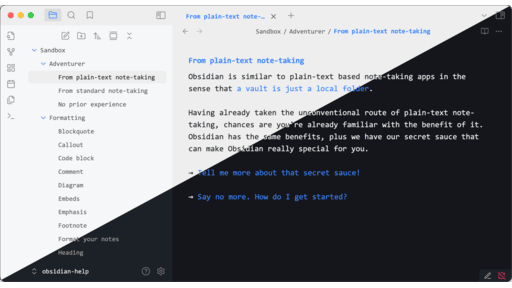 From plain-text note-…
Sandbox / Adventurer / From plain-text note-taking
Sandbox
Adventurer
From plain-text note-taking
From standard note-taking
No prior experience
Formatting
Blockquote
Callout
Code block
Comment
Diagram
Embeds
Emphasis
Footnote
Format your notes
Heading
obsidian-help
From plain-text note-taking
Obsidian is similar to plain-text based note-taking apps in the
sense that a vault is just a local folder.
Having already taken the unconventional route of plain-text note-
taking, chances are you're already familiar with the benefit of it.
Obsidian has the same benefits, plus we have our secret sauce that
can make Obsidian really special for you.
→ Tell me more about that secret sauce!
→ Say no more. How do I get started?